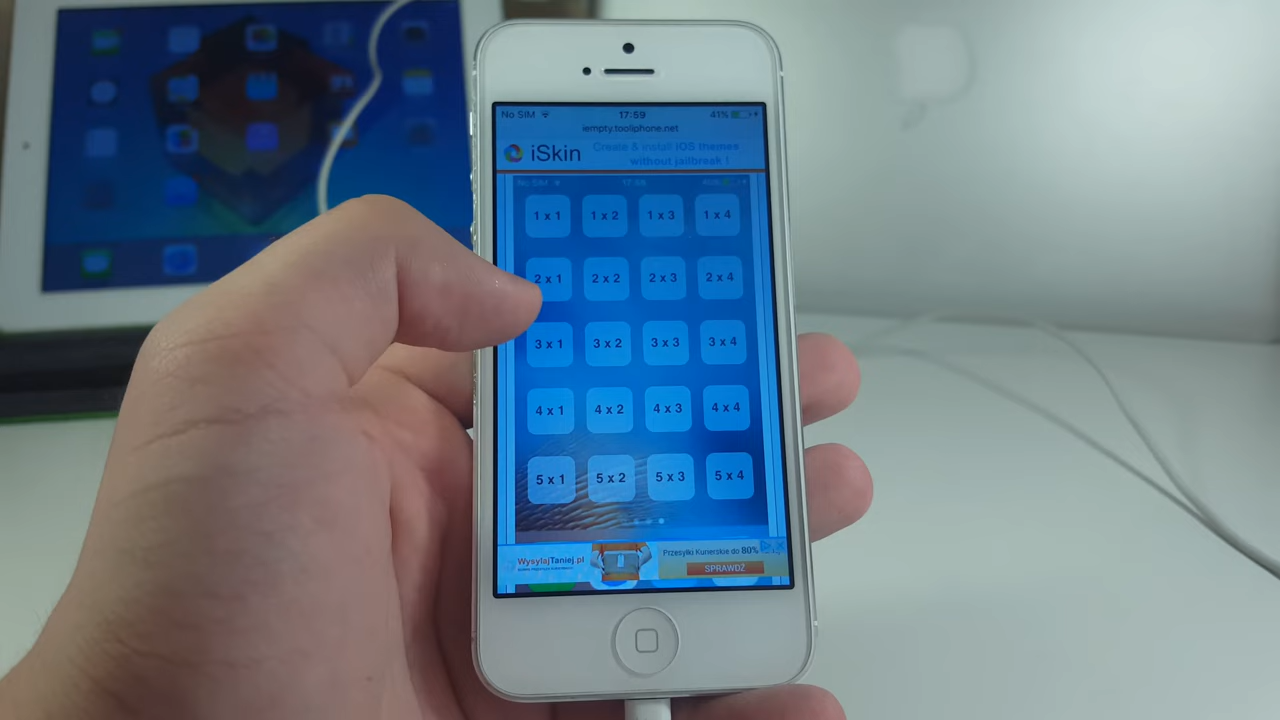 No SIM 17:59 41%
iempty.tooliphone.net
iSkin Create & install iOS themes
without jailbreak !
No SIM
1 x 1 1 x 2 1 x 3 1 x 4
2 x 1 2 x 2 2 x 3 2 x 4
3 x 1 3 x 2 3 x 3 3 x 4
4 x 1 4 x 2 4 x 3 4 x 4
5 x 1 5 x 2 5 x 3 5 x 4
WysyłajTaniej.pl
Przesyłki Kurierskie do 80%
SPRAWDŹ